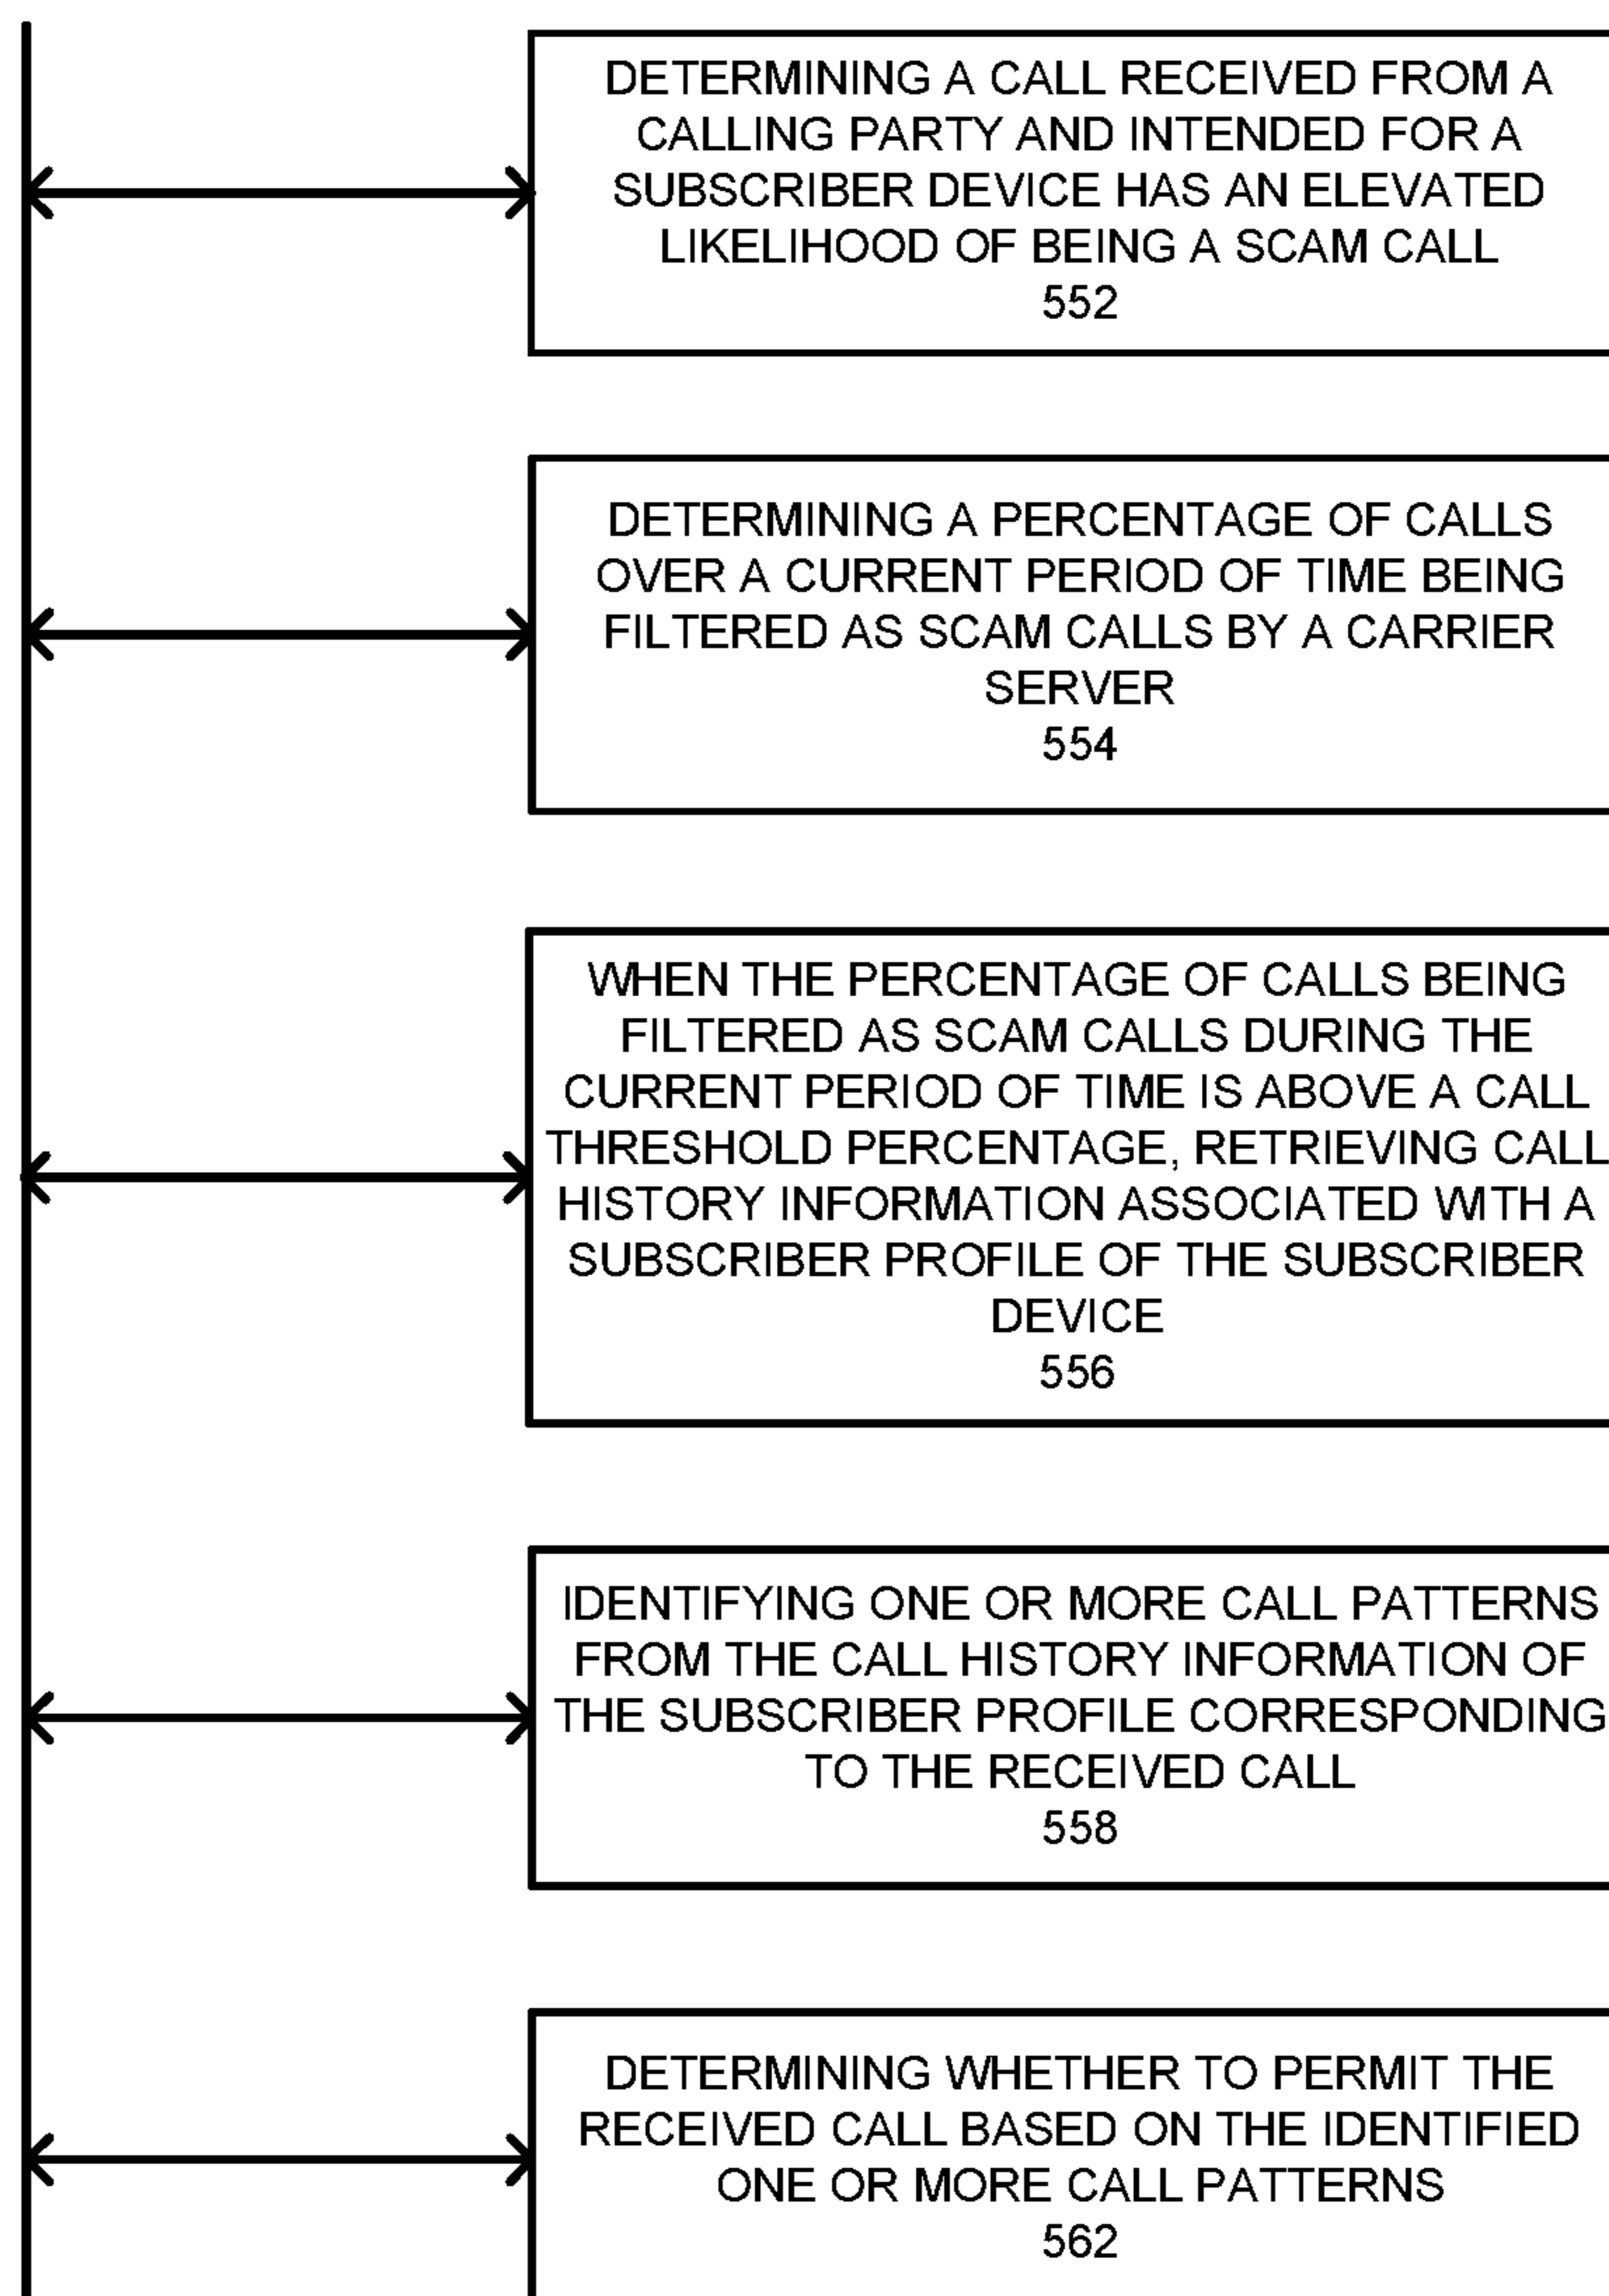 DETERMINING A CALL RECEIVED FROM A
CALLING PARTY AND INTENDED FOR A
SUBSCRIBER DEVICE HAS AN ELEVATED
LIKELIHOOD OF BEING A SCAM CALL
552
DETERMINING A PERCENTAGE OF CALLS
OVER A CURRENT PERIOD OF TIME BEING
FILTERED AS SCAM CALLS BY A CARRIER
SERVER
554
WHEN THE PERCENTAGE OF CALLS BEING
FILTERED AS SCAM CALLS DURING THE
CURRENT PERIOD OF TIME IS ABOVE A CALL
THRESHOLD PERCENTAGE, RETRIEVING CALL
HISTORY INFORMATION ASSOCIATED WITH A
SUBSCRIBER PROFILE OF THE SUBSCRIBER
DEVICE
556
IDENTIFYING ONE OR MORE CALL PATTERNS
FROM THE CALL HISTORY INFORMATION OF
THE SUBSCRIBER PROFILE CORRESPONDING
TO THE RECEIVED CALL
558
DETERMINING WHETHER TO PERMIT THE
RECEIVED CALL BASED ON THE IDENTIFIED
ONE OR MORE CALL PATTERNS
562